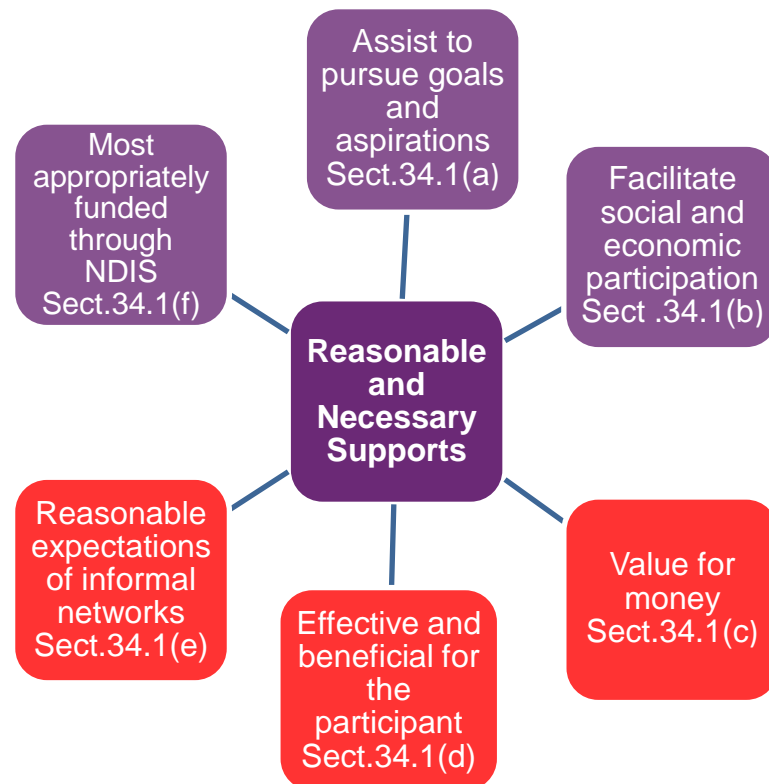 Assist to
pursue goals
and
aspirations
Sect.34.1(a)
Facilitate
social and
economic
participation
Sect .34.1(b)
Value for
money
Sect.34.1(c)
Effective and
beneficial for
the
participant
Sect.34.1(d)
Reasonable
expectations
of informal
networks
Sect.34.1(e)
Most
appropriately
funded
through
NDIS
Sect.34.1(f)
Reasonable
and
Necessary
Supports